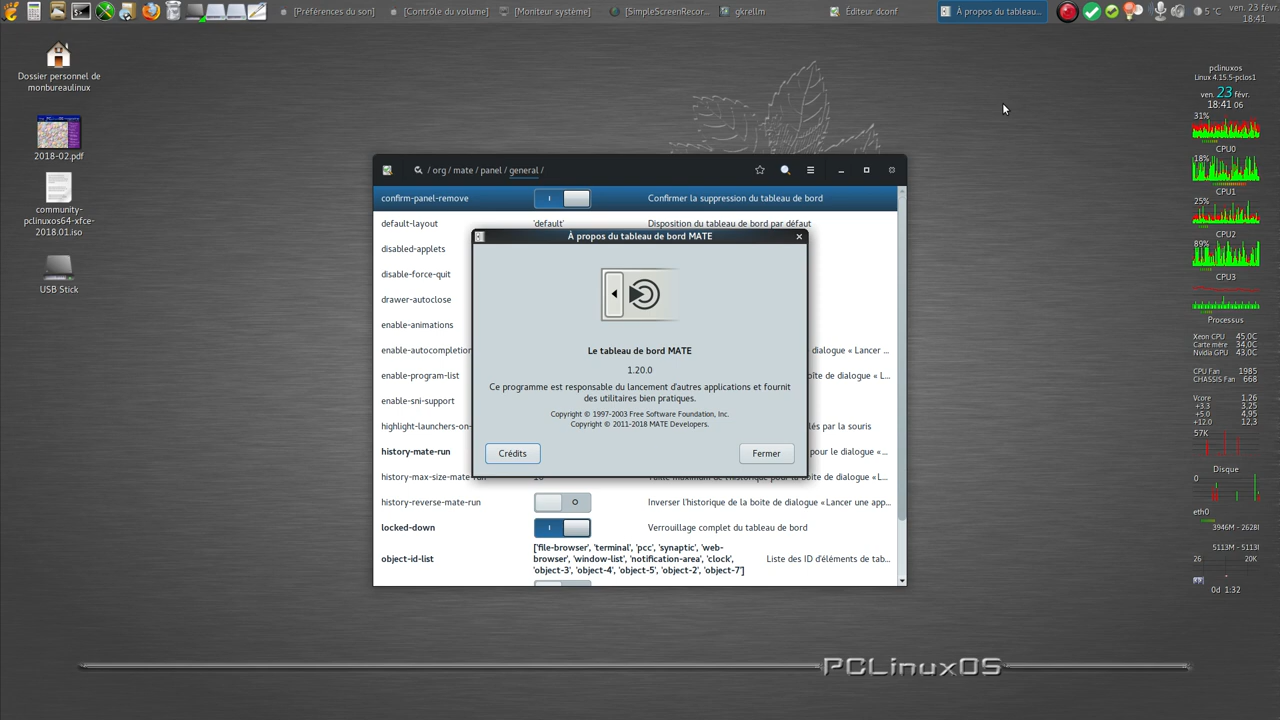 [Préférences du son]
[Contrôle du volume]
[Moniteur système]
[SimpleScreenReco...
gkrellm
Éditeur dconf
À propos du tableau...
5 °C
ven. 23 févr.
18:41
Dossier personnel de
monbureaulinux
2018-02.pdf
community-
pclinuxos64-xfce-
2018.01.iso
USB Stick
/ org / mate / panel / general /
confirm-panel-remove
Confirmer la suppression du tableau de bord
default-layout 'default' Disposition du tableau de bord par défaut
disabled-applets
disable-force-quit
drawer-autoclose
enable-animations
enable-autocompletion
dialogue « Lancer ...
enable-program-list
oîte de dialogue « L...
enable-sni-support
highlight-launchers-on-
lés par la souris
history-mate-run
pour le dialogue «...
history-max-size-mate-run
10
Taille maximum de l'historique pour la boîte de dialogue «L...
history-reverse-mate-run
Inverser l'historique de la boite de dialogue «Lancer une app...
locked-down
Verrouillage complet du tableau de bord
object-id-list
['file-browser', 'terminal', 'pcc', 'synaptic', 'web-
browser', 'window-list', 'notification-area', 'clock',
'object-3', 'object-4', 'object-5', 'object-2', 'object-7']
Liste des ID d'éléments de tab...
À propos du tableau de bord MATE
Le tableau de bord MATE
1.20.0
Ce programme est responsable du lancement d'autres applications et fournit
des utilitaires bien pratiques.
Copyright © 1997-2003 Free Software Foundation, Inc.
Copyright © 2011-2018 MATE Developers.
Crédits
Fermer
pclinuxos
Linux 4.15.5-pclos1
ven. 23 févr.
18:41 06
31%
CPU0
18%
CPU1
25%
CPU2
89%
CPU3
Processus
Xeon CPU 45,0C
Carte mère 34,0C
Nvidia GPU 43,0C
CPU Fan 1985
CHASSIS Fan 668
Vcore 1,26
+3.3 3,25
+5.0 4,95
+12.0 12,3
57K
Disque
0
eth0
3946M - 2628I
5113M - 5113I
26 20K
-
0d 1:32
PCLinuxOS